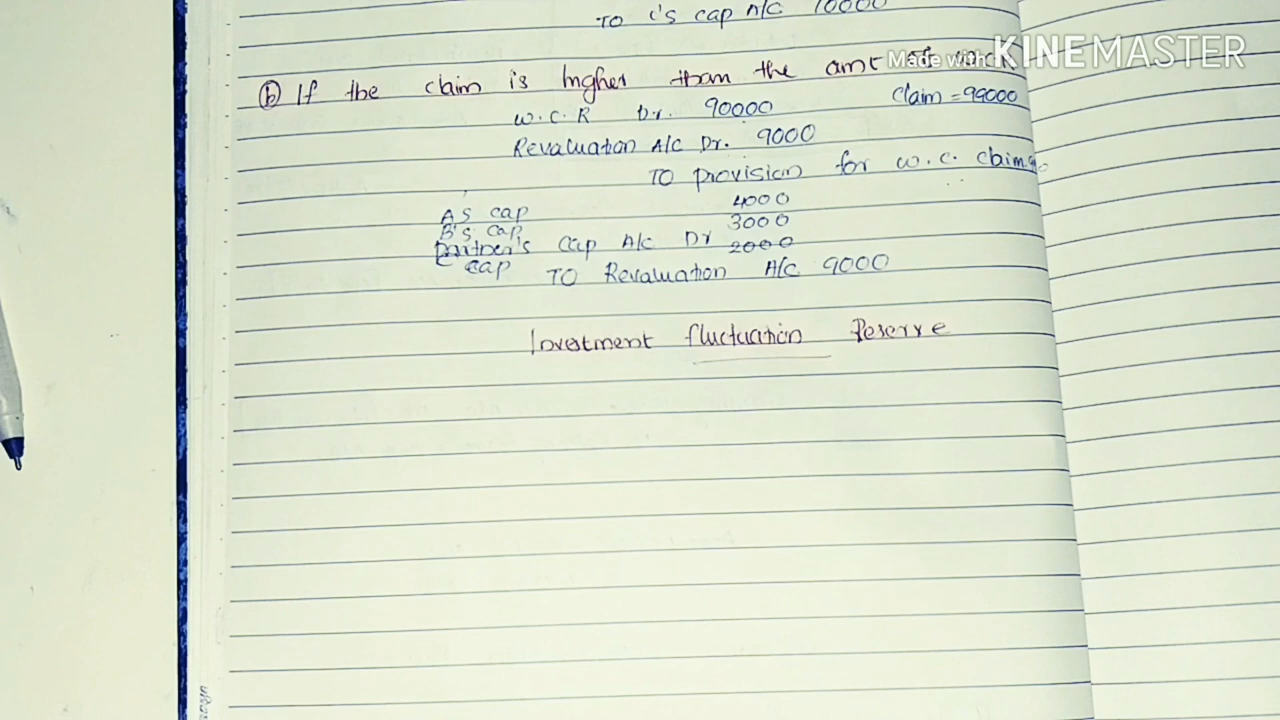 To C's cap A/c 10000
Made with KINEMASTER
(b) If the claim is higher than the amt of
Claim = 99000
W.C.R Dr. 90000
Revaluation A/c Dr. 9000
To provision for w.c. claim
A's cap 4000
B's cap 3000
Partner's Cap A/c Dr 2000
C cap To Revaluation A/c 9000
Investment fluctuation Reserve